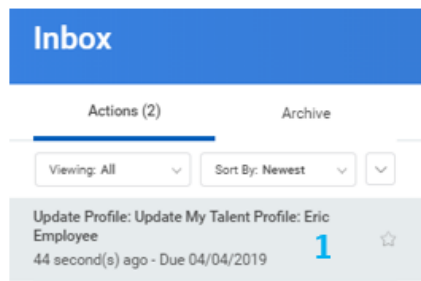 Inbox
Actions (2) Archive
Viewing: All Sort By: Newest
Update Profile: Update My Talent Profile: Eric
Employee
44 second(s) ago - Due 04/04/2019 1